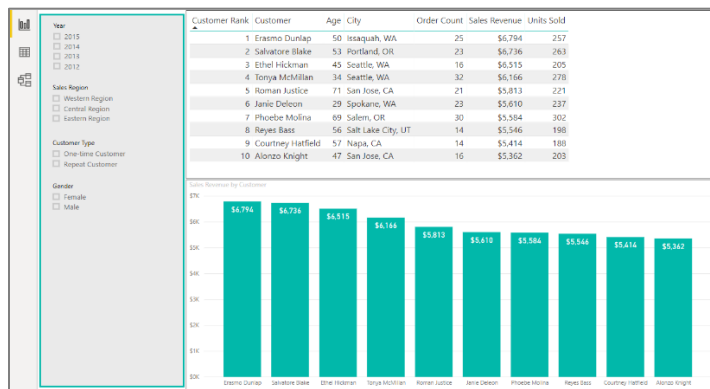 Year
2015
2014
2013
2012
Sales Region
Western Region
Central Region
Eastern Region
Customer Type
One-time Customer
Repeat Customer
Gender
Female
Male
Customer Rank Customer Age City Order Count Sales Revenue Units Sold
1 Erasmo Dunlap 50 Issaquah, WA 25 $6,794 257
2 Salvatore Blake 53 Portland, OR 23 $6,736 263
3 Ethel Hickman 45 Seattle, WA 16 $6,515 205
4 Tonya McMillan 34 Seattle, WA 32 $6,166 278
5 Roman Justice 71 San Jose, CA 21 $5,813 221
6 Janie Deleon 29 Spokane, WA 23 $5,610 237
7 Phoebe Molina 69 Salem, OR 30 $5,584 302
8 Reyes Bass 56 Salt Lake City, UT 14 $5,546 198
9 Courtney Hatfield 57 Napa, CA 14 $5,414 188
10 Alonzo Knight 47 San Jose, CA 16 $5,362 203
Sales Revenue by Customer
$7K
$6K
$5K
$4K
$3K
$2K
$1K
$0K
$6,794 $6,736 $6,515 $6,166 $5,813 $5,610 $5,584 $5,546 $5,414 $5,362
Erasmo Dunlap Salvatore Blake Ethel Hickman Tonya McMillan Roman Justice Janie Deleon Phoebe Molina Reyes Bass Courtney Hatfield Alonzo Knight